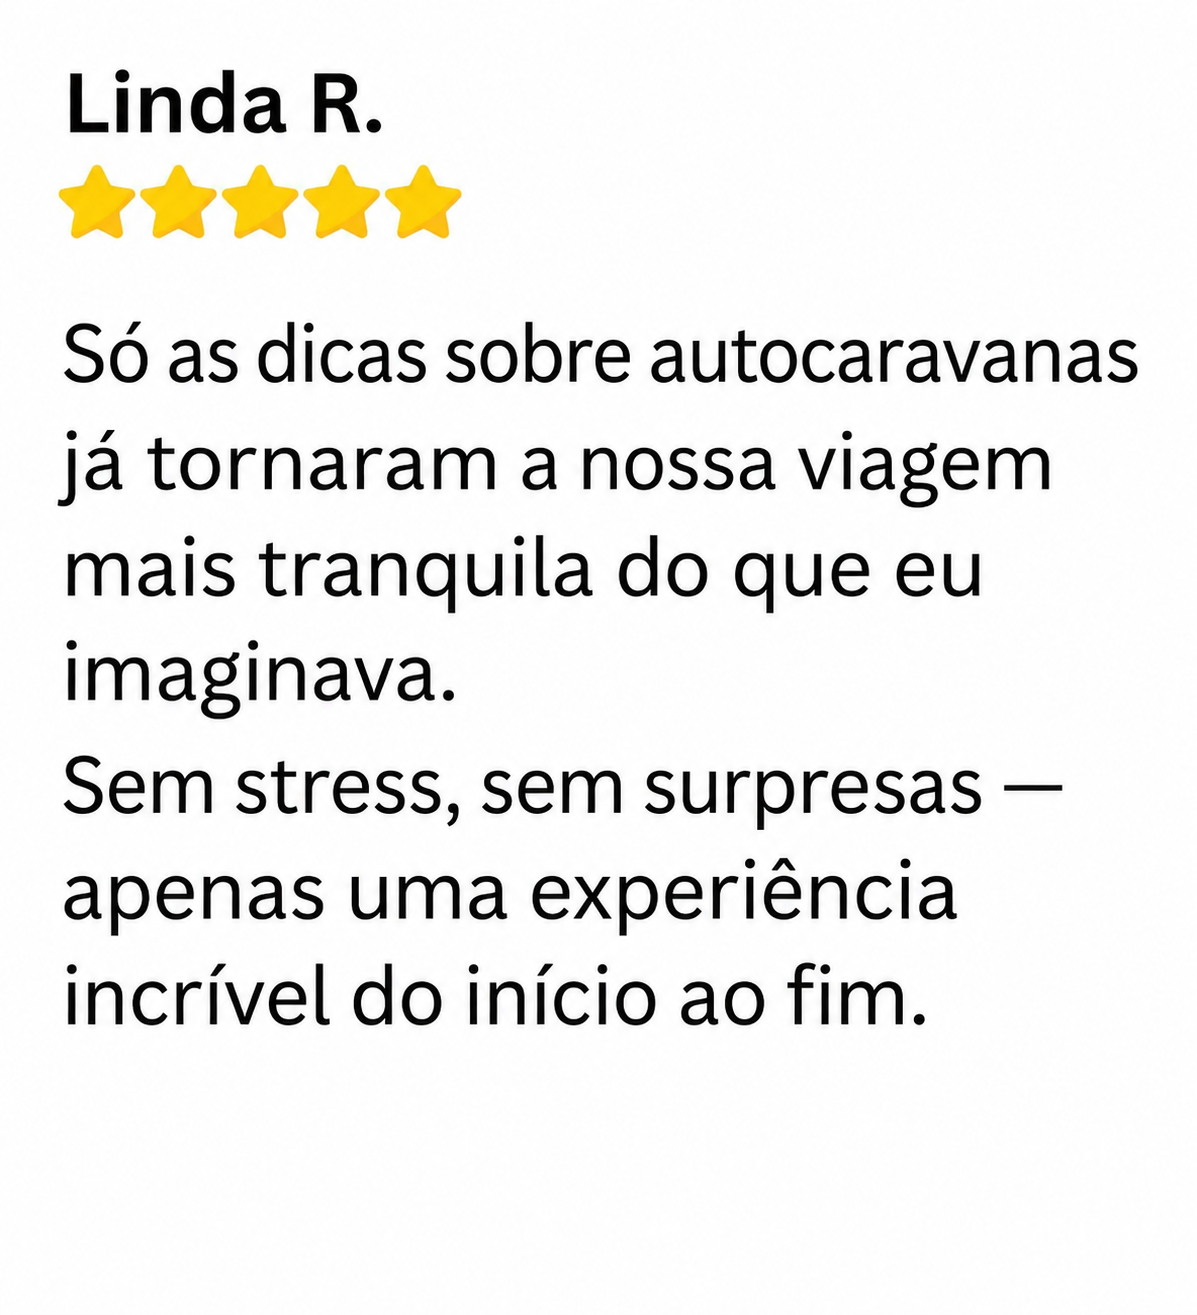 Linda R.
⭐⭐⭐⭐⭐
Só as dicas sobre autocaravanas
já tornaram a nossa viagem
mais tranquila do que eu
imaginava.
Sem stress, sem surpresas —
apenas uma experiência
incrível do início ao fim.